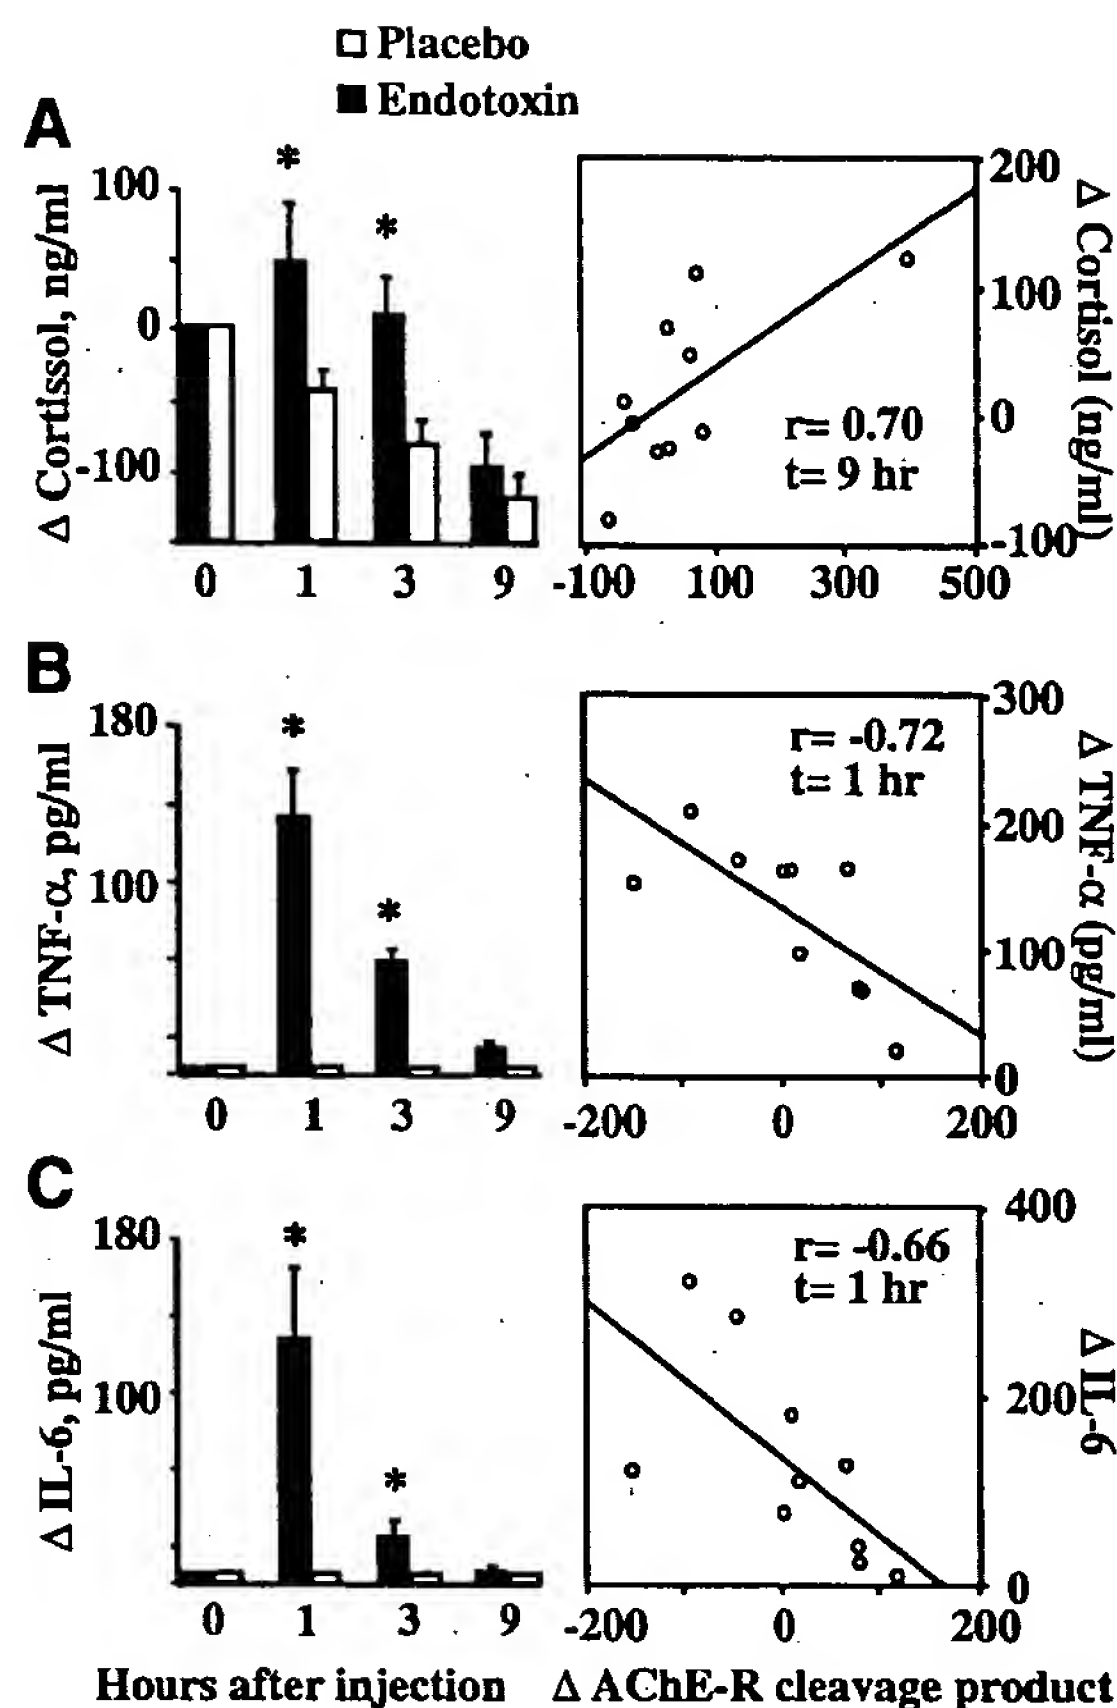 Placebo
Endotoxin
A
Δ Cortissol, ng/ml
100
0
-100
*
*
0 1 3 9
r= 0.70
t= 9 hr
200
100
0
-100
Δ Cortisol (ng/ml)
-100 100 300 500
B
Δ TNF-α, pg/ml
180
100
*
*
0 1 3 9
r= -0.72
t= 1 hr
300
200
100
0
Δ TNF-α (pg/ml)
-200 0 200
C
Δ IL-6, pg/ml
180
100
*
*
0 1 3 9
r= -0.66
t= 1 hr
400
200
0
Δ IL-6
-200 0 200
Hours after injection
Δ AChE-R cleavage product